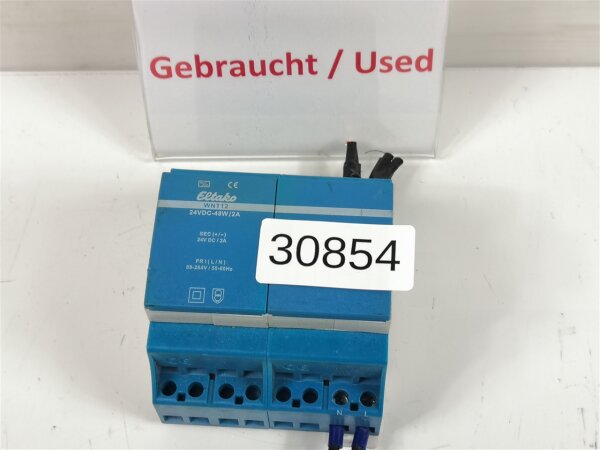 Gebraucht / Used
CE
Eltako
WNT12
24VDC-48W/2A
SEC (+/-)
24V DC / 2A
PRI (L/N)
30854
N L